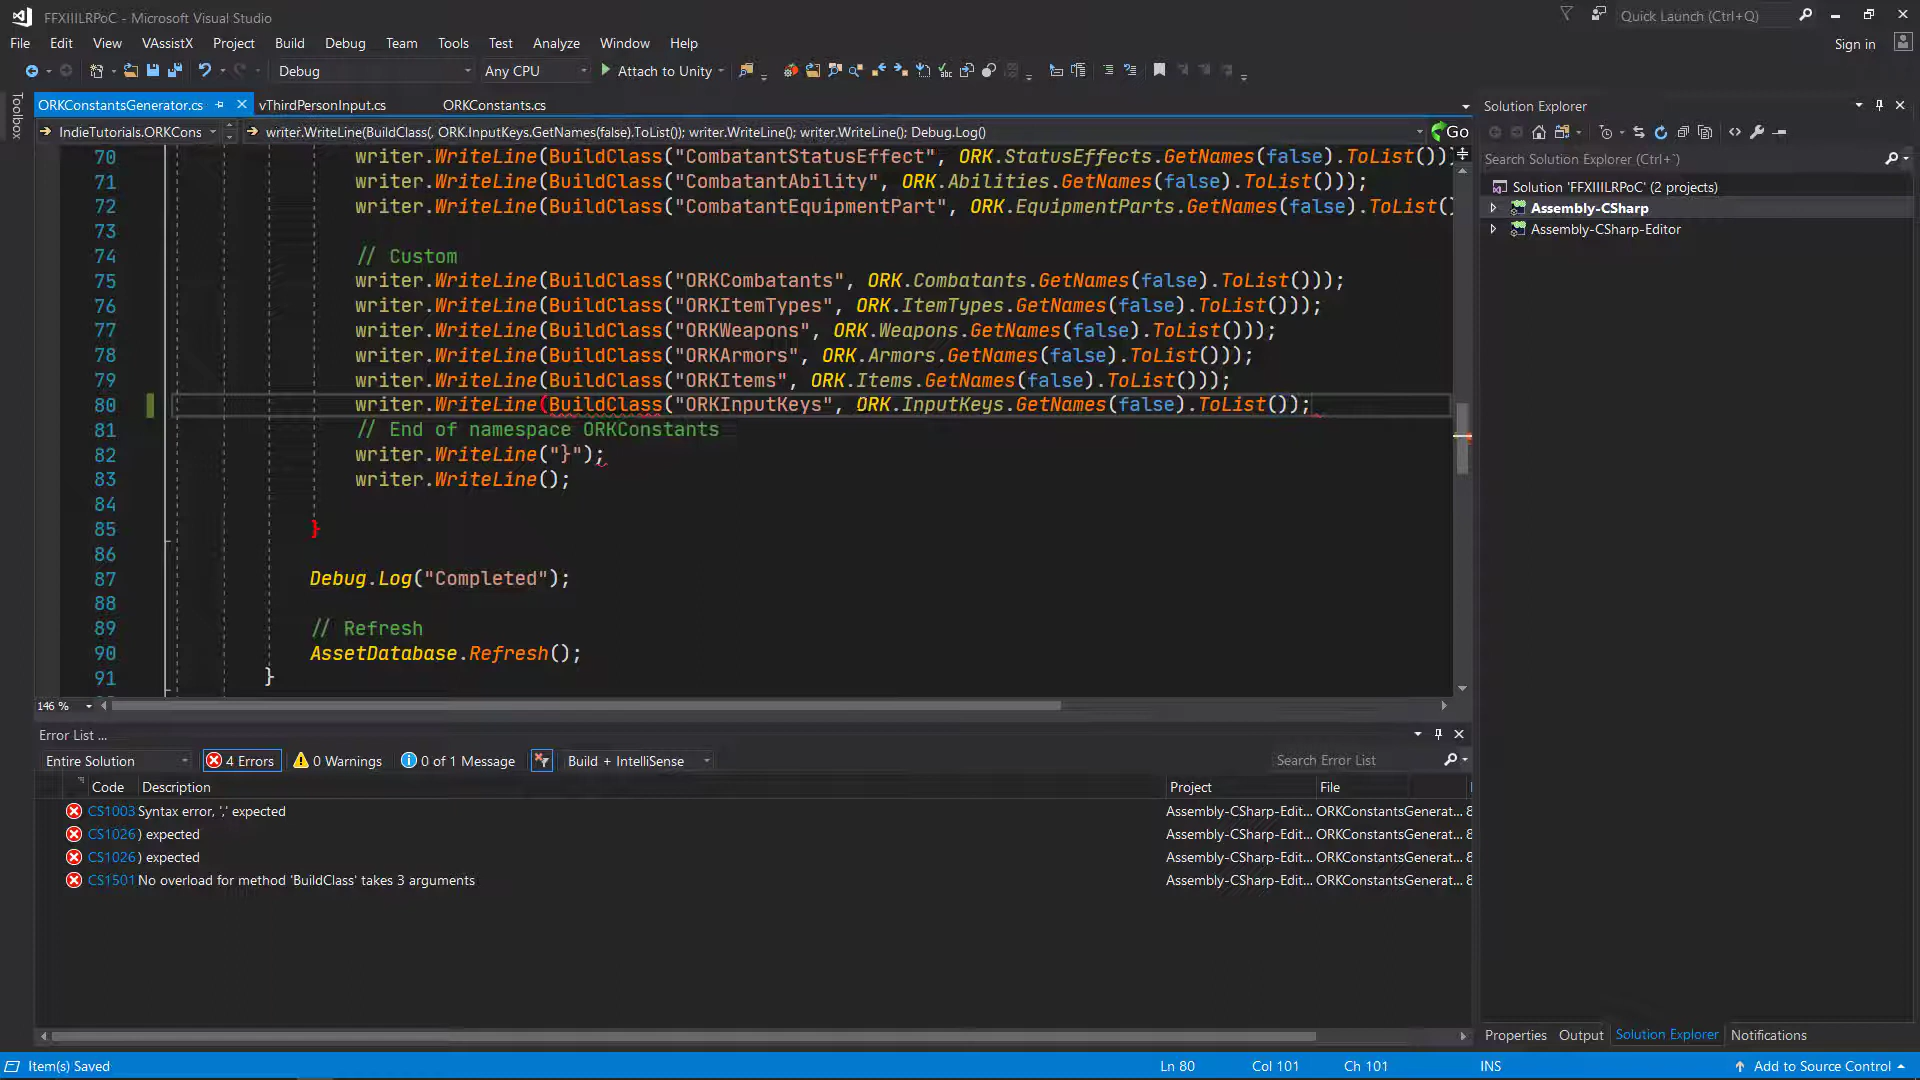 FFXIIILRPoC - Microsoft Visual Studio
Quick Launch (Ctrl+Q)
File Edit View VAssistX Project Build Debug Team Tools Test Analyze Window Help
Sign in
Debug Any CPU Attach to Unity
Toolbox
ORKConstantsGenerator.cs vThirdPersonInput.cs ORKConstants.cs
IndieTutorials.ORKCons writer.WriteLine(BuildClass(, ORK.InputKeys.GetNames(false).ToList()); writer.WriteLine(); writer.WriteLine(); Debug.Log() Go
70 writer.WriteLine(BuildClass("CombatantStatusEffect", ORK.StatusEffects.GetNames(false).ToList())
71 writer.WriteLine(BuildClass("CombatantAbility", ORK.Abilities.GetNames(false).ToList()));
72 writer.WriteLine(BuildClass("CombatantEquipmentPart", ORK.EquipmentParts.GetNames(false).ToList(
73
74 // Custom
75 writer.WriteLine(BuildClass("ORKCombatants", ORK.Combatants.GetNames(false).ToList()));
76 writer.WriteLine(BuildClass("ORKItemTypes", ORK.ItemTypes.GetNames(false).ToList()));
77 writer.WriteLine(BuildClass("ORKWeapons", ORK.Weapons.GetNames(false).ToList()));
78 writer.WriteLine(BuildClass("ORKArmors", ORK.Armors.GetNames(false).ToList()));
79 writer.WriteLine(BuildClass("ORKItems", ORK.Items.GetNames(false).ToList()));
80 writer.WriteLine(BuildClass("ORKInputKeys", ORK.InputKeys.GetNames(false).ToList());
81 // End of namespace ORKConstants
82 writer.WriteLine("}");
83 writer.WriteLine();
84
85 }
86
87 Debug.Log("Completed");
88
89 // Refresh
90 AssetDatabase.Refresh();
91 }
146 %
Error List ...
Entire Solution 4 Errors 0 Warnings 0 of 1 Message Build + IntelliSense Search Error List
Code Description Project File
CS1003 Syntax error, ',' expected Assembly-CSharp-Edit... ORKConstantsGenerat... 8
CS1026 ) expected Assembly-CSharp-Edit... ORKConstantsGenerat... 8
CS1026 ) expected Assembly-CSharp-Edit... ORKConstantsGenerat... 8
CS1501 No overload for method 'BuildClass' takes 3 arguments Assembly-CSharp-Edit... ORKConstantsGenerat... 8
Solution Explorer
Search Solution Explorer (Ctrl+`)
Solution 'FFXIIILRPoC' (2 projects)
Assembly-CSharp
Assembly-CSharp-Editor
Properties Output Solution Explorer Notifications
Item(s) Saved Ln 80 Col 101 Ch 101 INS Add to Source Control